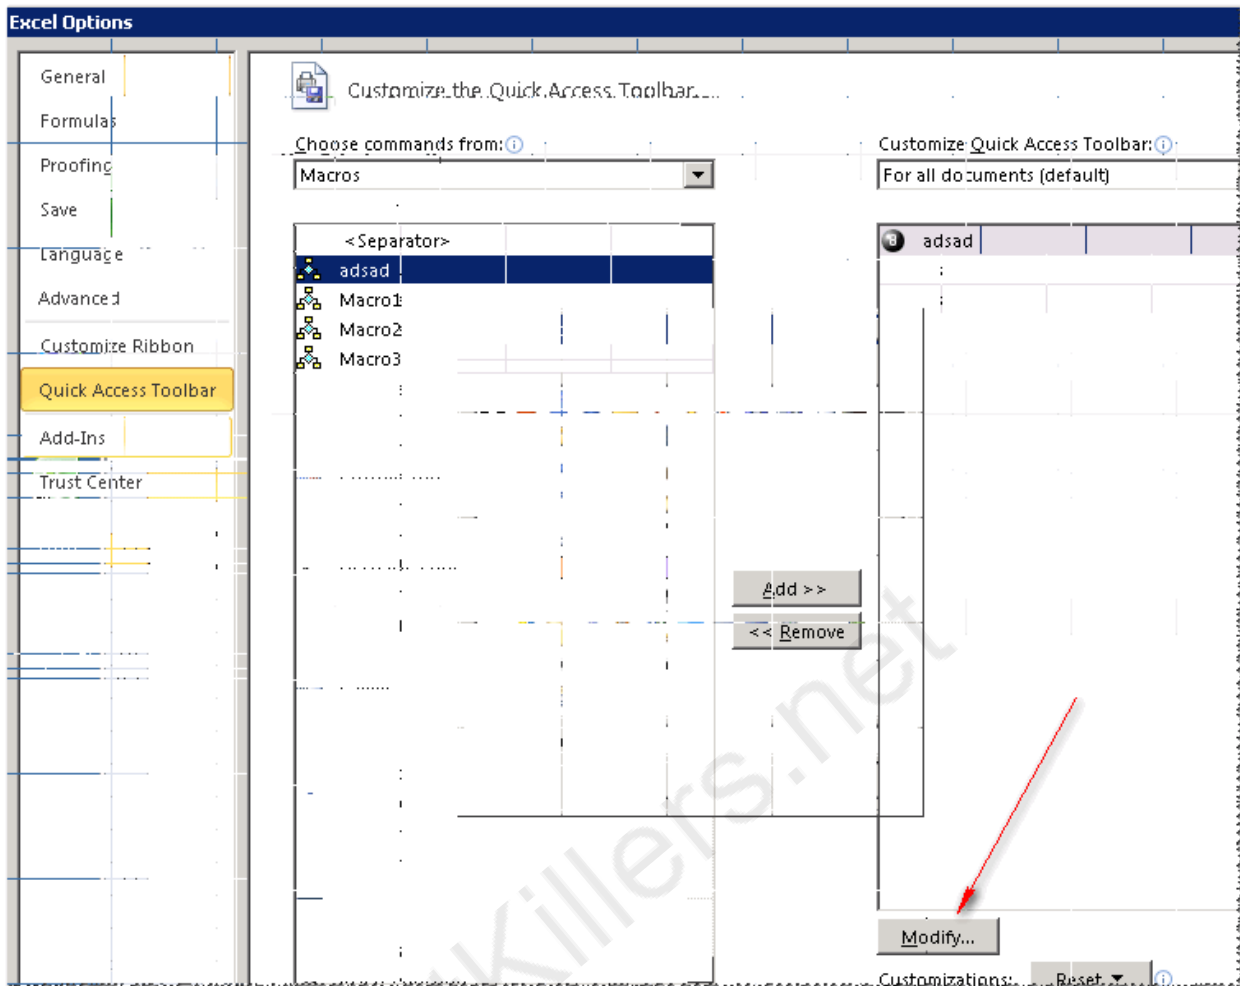 Excel Options
General
Formulas
Proofing
Save
Language
Advanced
Customize Ribbon
Quick Access Toolbar
Add-Ins
Trust Center
Customize the Quick Access Toolbar.
Choose commands from:
Macros
<Separator>
adsad
Macro1
Macro2
Macro3
Add >>
<< Remove
Customize Quick Access Toolbar:
For all documents (default)
adsad
Modify...
Customizations:
Reset
Killers.net